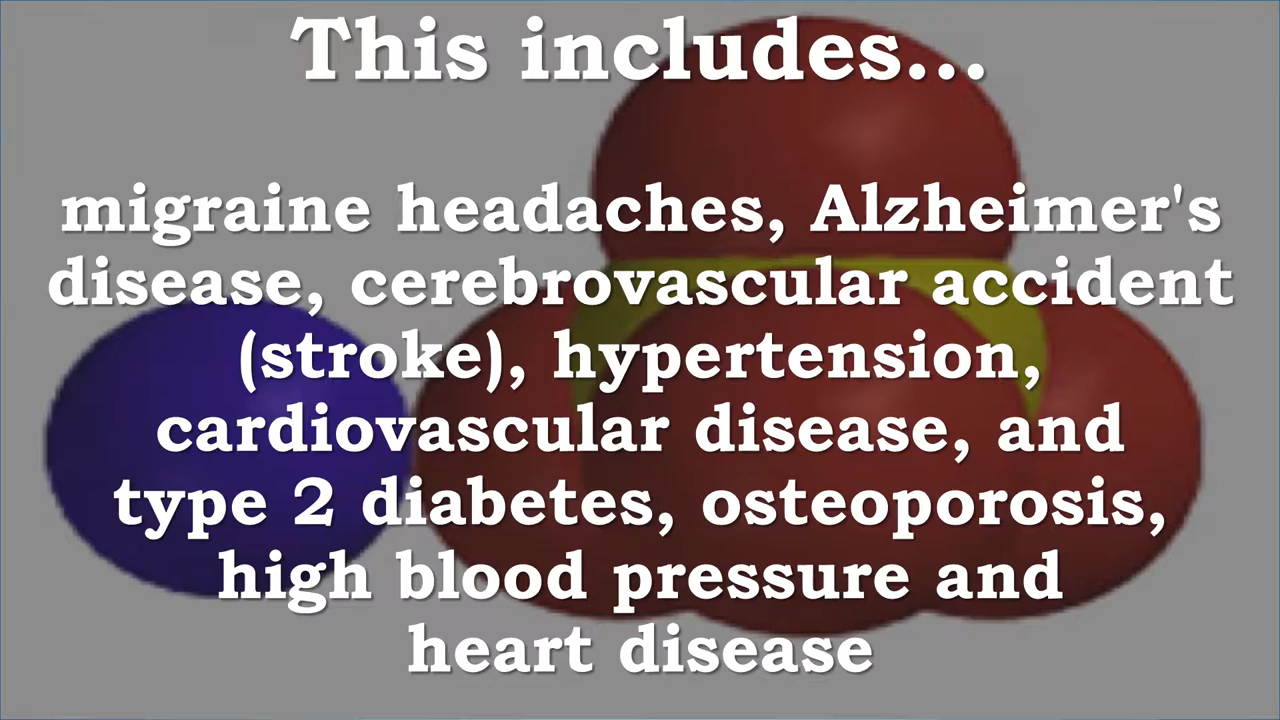 This includes...
migraine headaches, Alzheimer's
disease, cerebrovascular accident
(stroke), hypertension,
cardiovascular disease, and
type 2 diabetes, osteoporosis,
high blood pressure and
heart disease